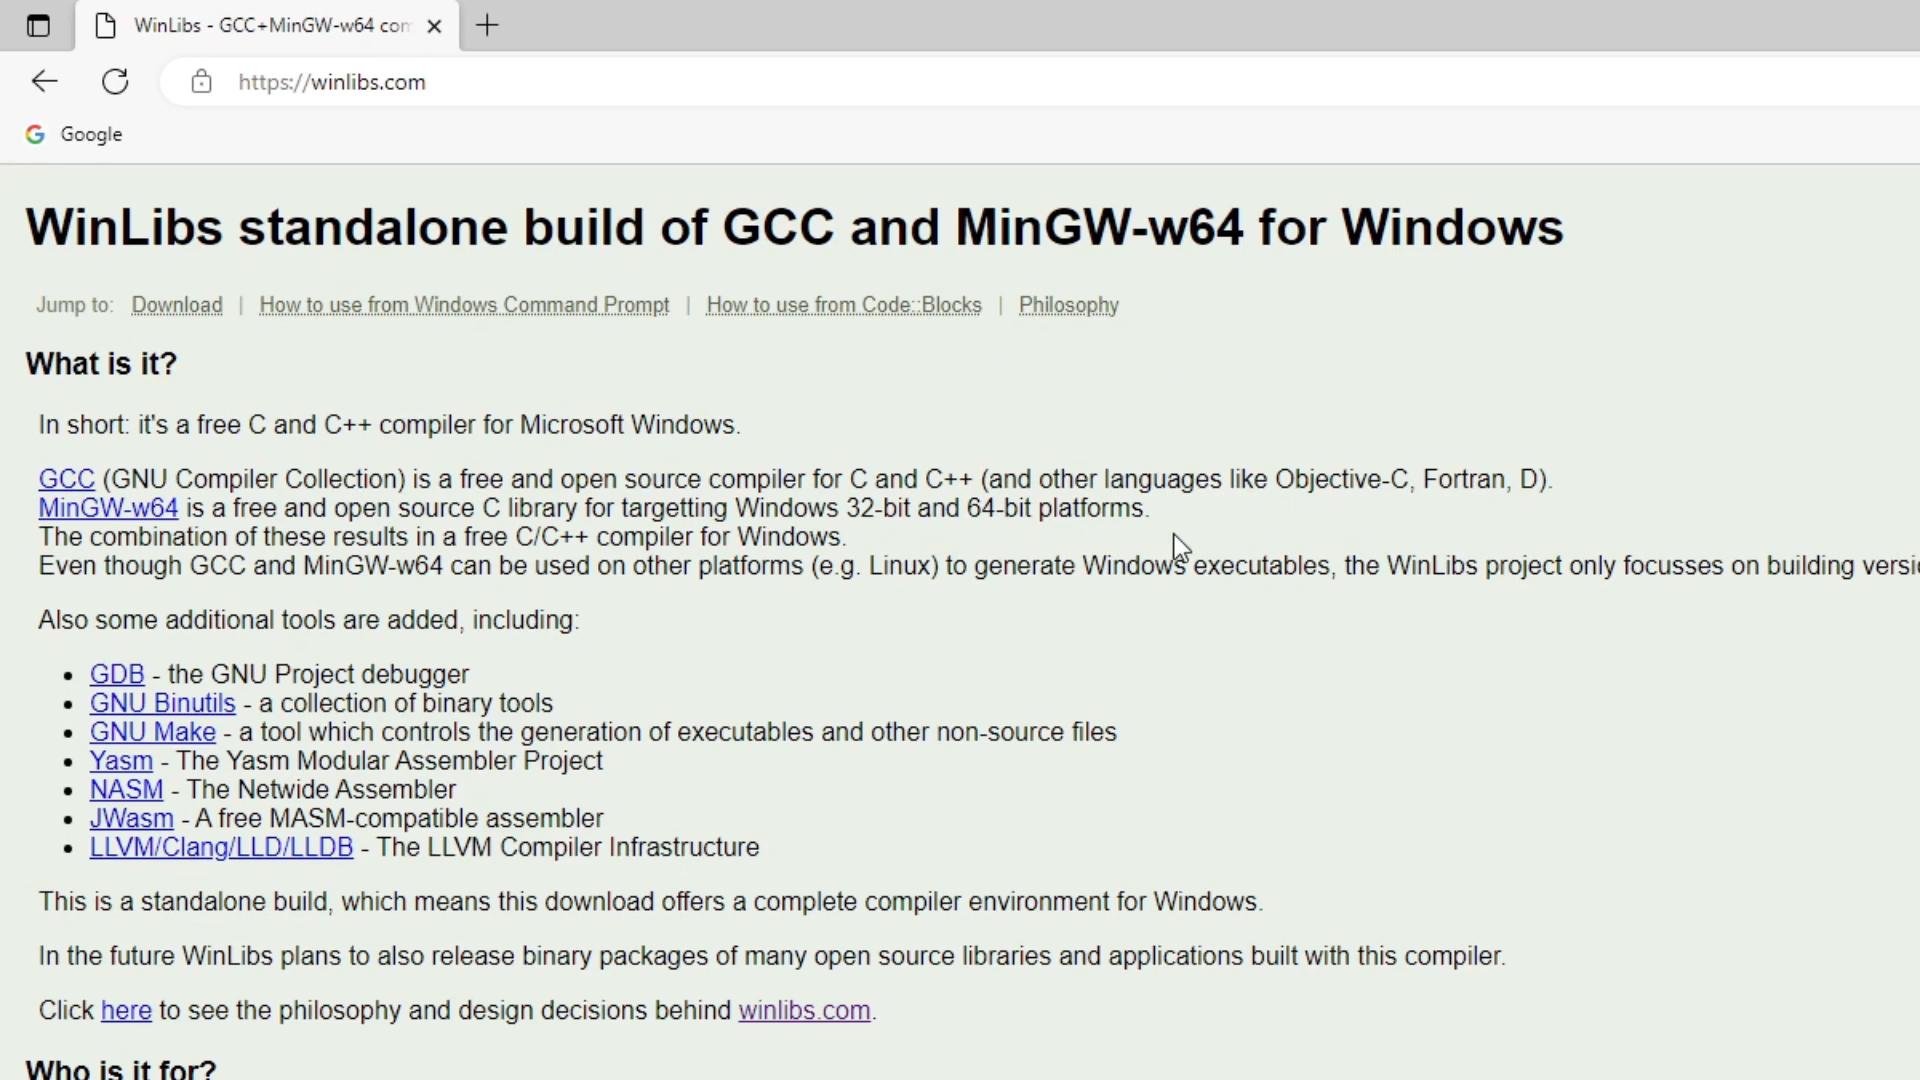 WinLibs - GCC+MinGW-w64 com
https://winlibs.com
Google
WinLibs standalone build of GCC and MinGW-w64 for Windows
Jump to: Download | How to use from Windows Command Prompt | How to use from Code::Blocks | Philosophy
What is it?
In short: it's a free C and C++ compiler for Microsoft Windows.
GCC (GNU Compiler Collection) is a free and open source compiler for C and C++ (and other languages like Objective-C, Fortran, D).
MinGW-w64 is a free and open source C library for targetting Windows 32-bit and 64-bit platforms.
The combination of these results in a free C/C++ compiler for Windows.
Even though GCC and MinGW-w64 can be used on other platforms (e.g. Linux) to generate Windows executables, the WinLibs project only focusses on building versi
Also some additional tools are added, including:
• GDB - the GNU Project debugger
• GNU Binutils - a collection of binary tools
• GNU Make - a tool which controls the generation of executables and other non-source files
• Yasm - The Yasm Modular Assembler Project
• NASM - The Netwide Assembler
• JWasm - A free MASM-compatible assembler
• LLVM/Clang/LLD/LLDB - The LLVM Compiler Infrastructure
This is a standalone build, which means this download offers a complete compiler environment for Windows.
In the future WinLibs plans to also release binary packages of many open source libraries and applications built with this compiler.
Click here to see the philosophy and design decisions behind winlibs.com.
Who is it for?